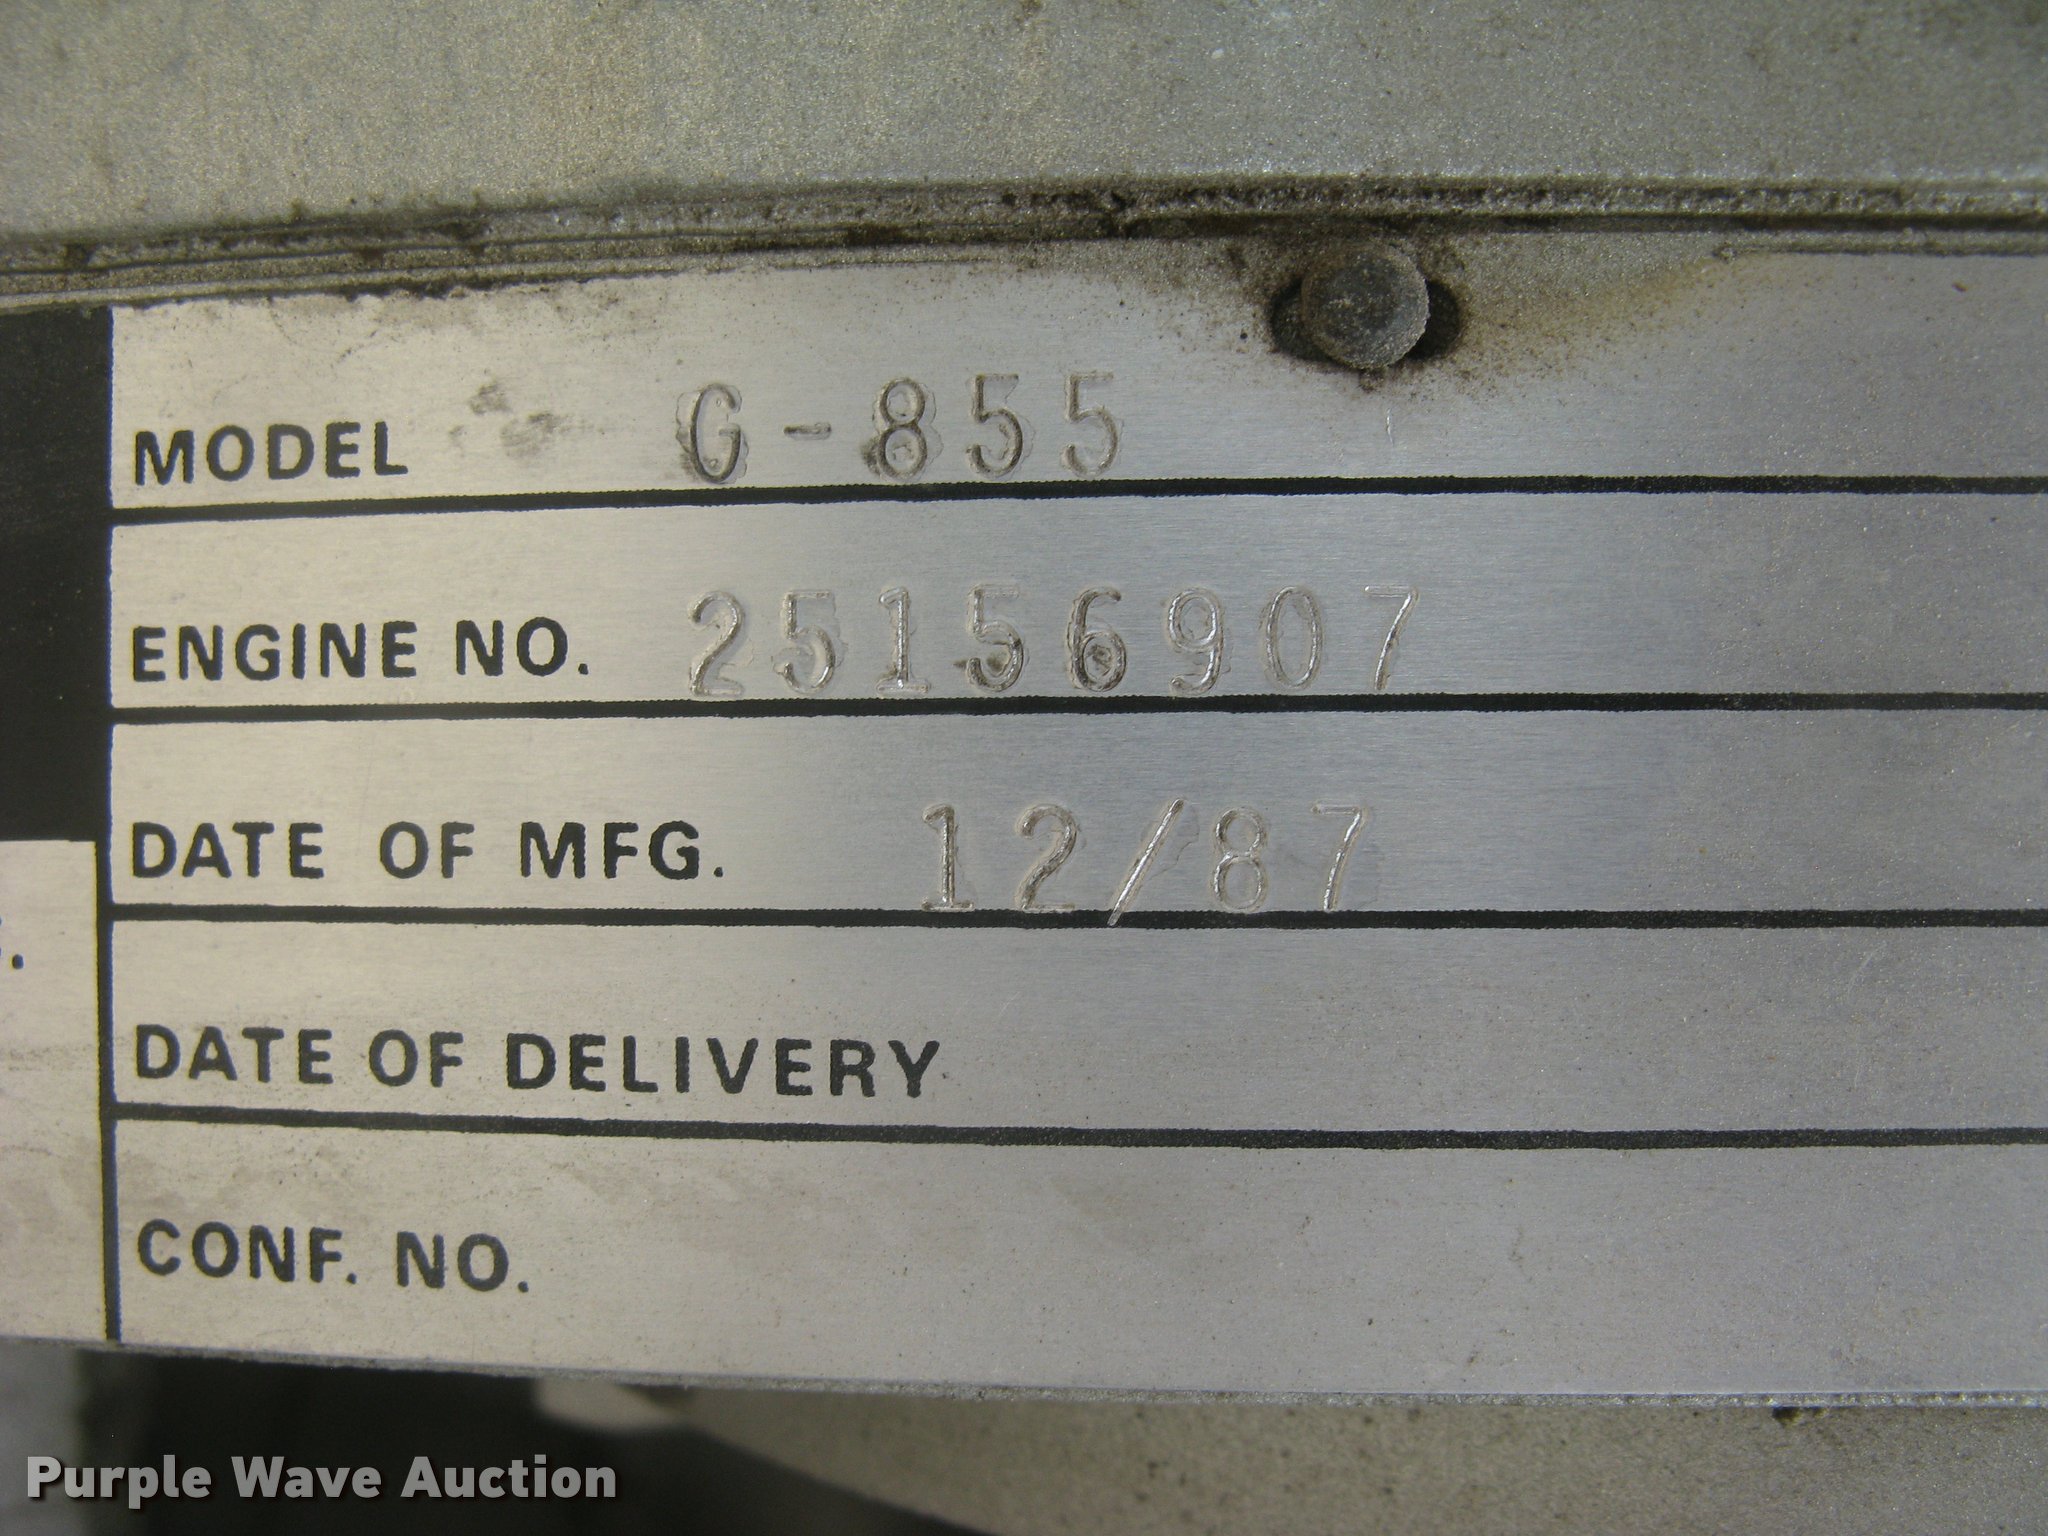 MODEL G-855
ENGINE NO. 25156907
DATE OF MFG. 12/87
DATE OF DELIVERY
CONF. NO.
Purple Wave Auction